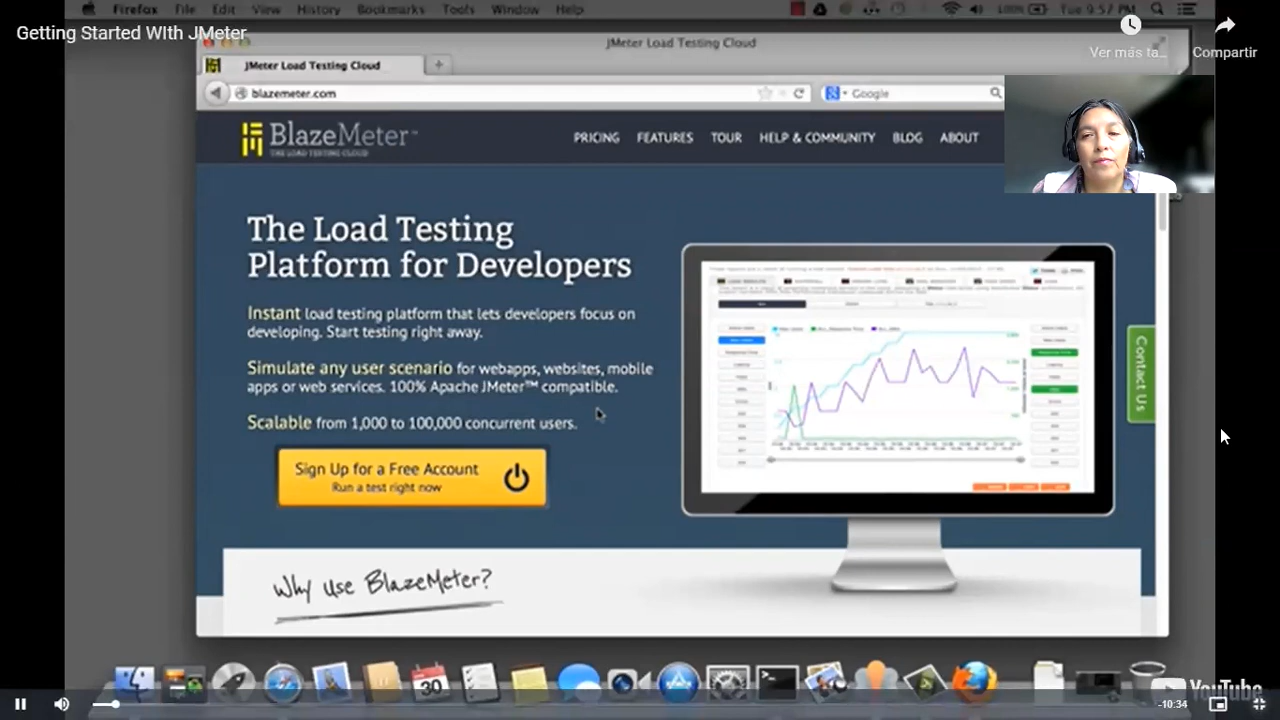 Firefox File Edit View History Bookmarks Tools Window Help
100% Tue 9:57 PM
Getting Started WIth JMeter
JMeter Load Testing Cloud
Ver más ta...
Compartir
JMeter Load Testing Cloud
blazemeter.com
Google
BlazeMeter™
THE LOAD TESTING CLOUD
PRICING FEATURES TOUR HELP & COMMUNITY BLOG ABOUT
The Load Testing
Platform for Developers
Instant load testing platform that lets developers focus on
developing. Start testing right away.
Simulate any user scenario for webapps, websites, mobile
apps or web services. 100% Apache JMeter™ compatible.
Scalable from 1,000 to 100,000 concurrent users.
Sign Up for a Free Account
Run a test right now
Contact Us
Why Use BlazeMeter?
30
YouTube
-10:34